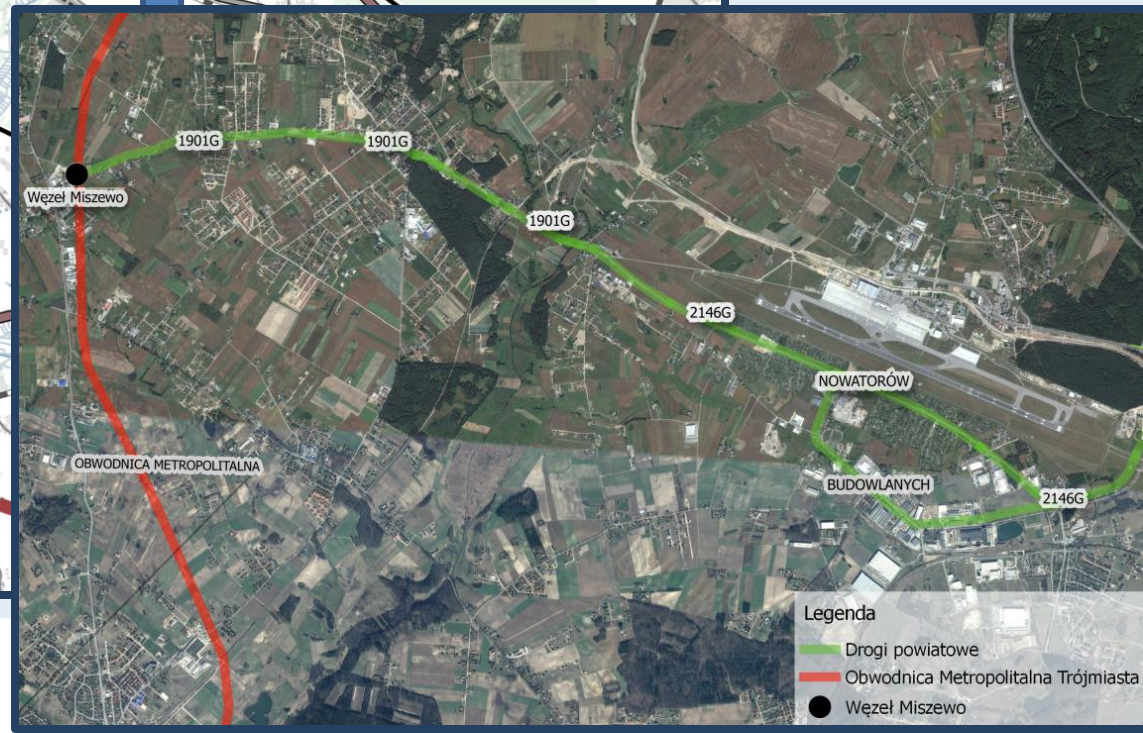 1901G
1901G
Węzeł Miszewo
1901G
2146G
NOWATORÓW
OBWODNICA METROPOLITALNA
BUDOWLANYCH
2146G
Legenda
Drogi powiatowe
Obwodnica Metropolitalna Trójmiasta
Węzeł Miszewo